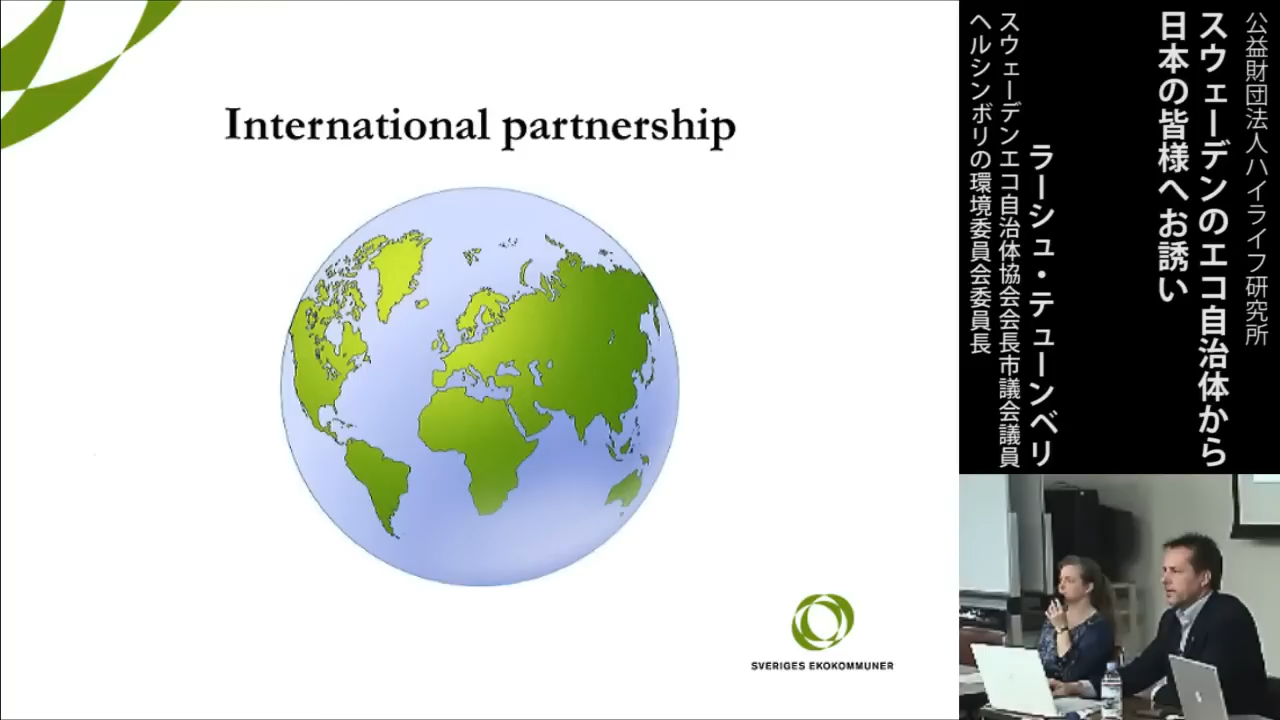 International partnership
SVERIGES EKOKOMMUNER
公益財団法人ハイライフ研究所
スウェーデンのエコ自治体から
日本の皆様へお誘い
ラーシュ・テューンベリ
スウェーデンエコ自治体協会会長市議会議員
ヘルシンボリの環境委員会委員長